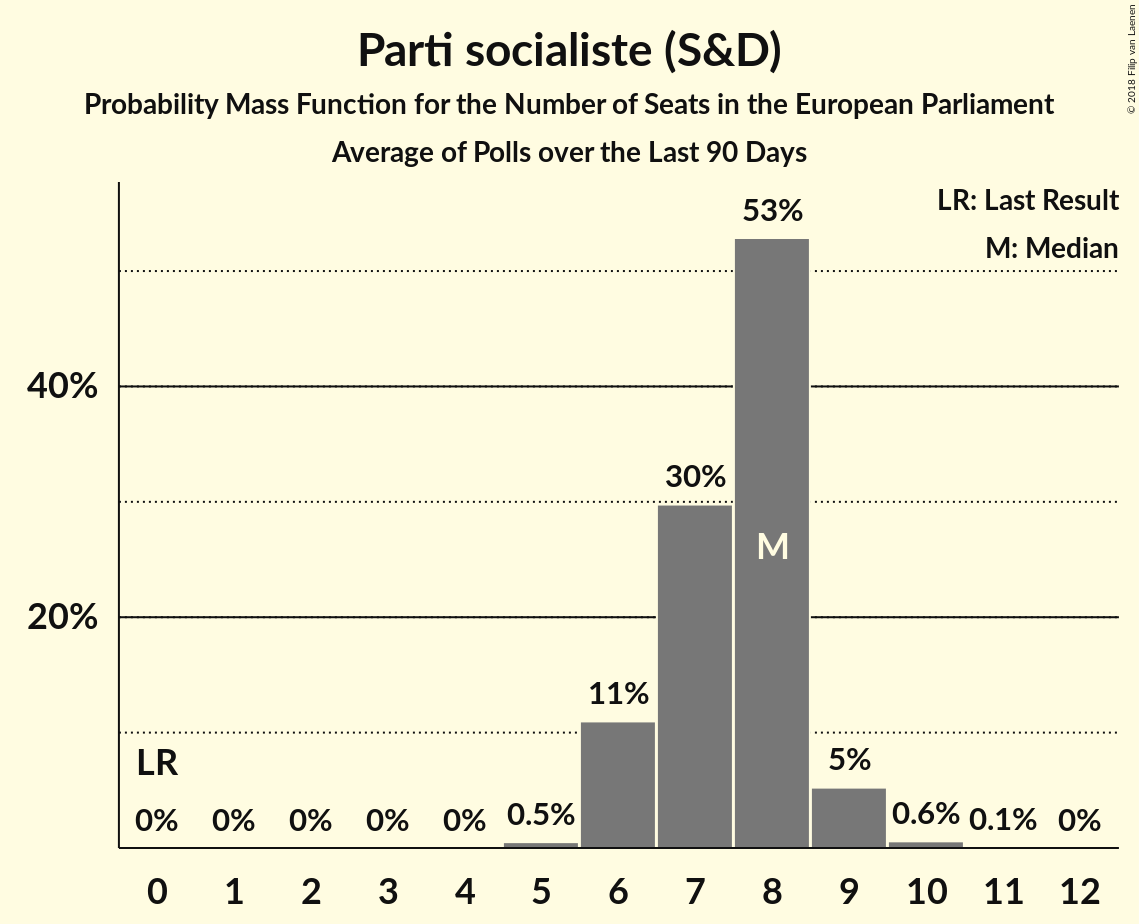 Parti socialiste (S&D)
Probability Mass Function for the Number of Seats in the European Parliament
Average of Polls over the Last 90 Days
© 2018 Filip van Laenen
LR: Last Result
M: Median
53%
40%
30%
M
20%
11%
LR
5%
0% 0% 0% 0% 0% 0.5% 0.6% 0.1% 0%
0 1 2 3 4 5 6 7 8 9 10 11 12